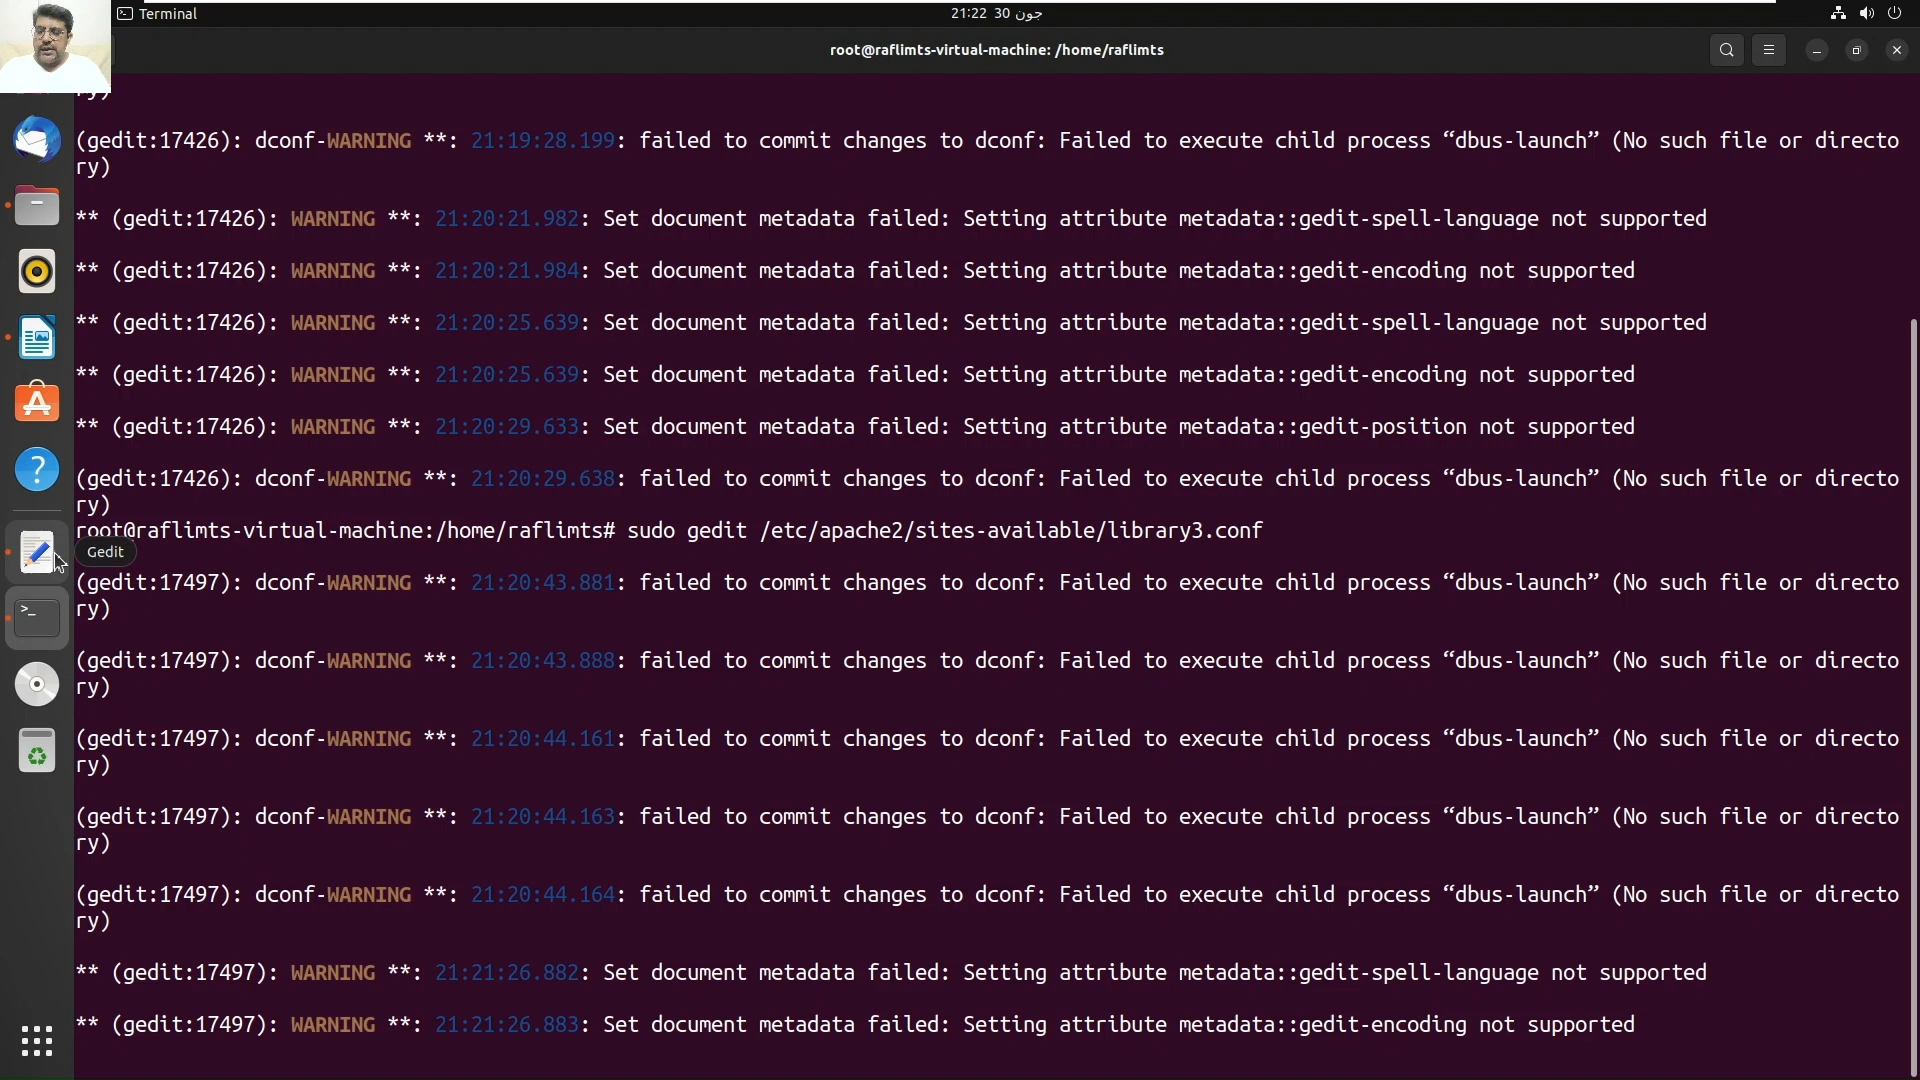 Terminal
21:22 30 جون
root@raflimts-virtual-machine: /home/raflimts
ry)
(gedit:17426): dconf-WARNING **: 21:19:28.199: failed to commit changes to dconf: Failed to execute child process “dbus-launch” (No such file or directo
ry)
** (gedit:17426): WARNING **: 21:20:21.982: Set document metadata failed: Setting attribute metadata::gedit-spell-language not supported
** (gedit:17426): WARNING **: 21:20:21.984: Set document metadata failed: Setting attribute metadata::gedit-encoding not supported
** (gedit:17426): WARNING **: 21:20:25.639: Set document metadata failed: Setting attribute metadata::gedit-spell-language not supported
** (gedit:17426): WARNING **: 21:20:25.639: Set document metadata failed: Setting attribute metadata::gedit-encoding not supported
** (gedit:17426): WARNING **: 21:20:29.633: Set document metadata failed: Setting attribute metadata::gedit-position not supported
(gedit:17426): dconf-WARNING **: 21:20:29.638: failed to commit changes to dconf: Failed to execute child process “dbus-launch” (No such file or directo
ry)
root@raflimts-virtual-machine:/home/raflimts# sudo gedit /etc/apache2/sites-available/library3.conf
Gedit
(gedit:17497): dconf-WARNING **: 21:20:43.881: failed to commit changes to dconf: Failed to execute child process “dbus-launch” (No such file or directo
ry)
(gedit:17497): dconf-WARNING **: 21:20:43.888: failed to commit changes to dconf: Failed to execute child process “dbus-launch” (No such file or directo
ry)
(gedit:17497): dconf-WARNING **: 21:20:44.161: failed to commit changes to dconf: Failed to execute child process “dbus-launch” (No such file or directo
ry)
(gedit:17497): dconf-WARNING **: 21:20:44.163: failed to commit changes to dconf: Failed to execute child process “dbus-launch” (No such file or directo
ry)
(gedit:17497): dconf-WARNING **: 21:20:44.164: failed to commit changes to dconf: Failed to execute child process “dbus-launch” (No such file or directo
ry)
** (gedit:17497): WARNING **: 21:21:26.882: Set document metadata failed: Setting attribute metadata::gedit-spell-language not supported
** (gedit:17497): WARNING **: 21:21:26.883: Set document metadata failed: Setting attribute metadata::gedit-encoding not supported